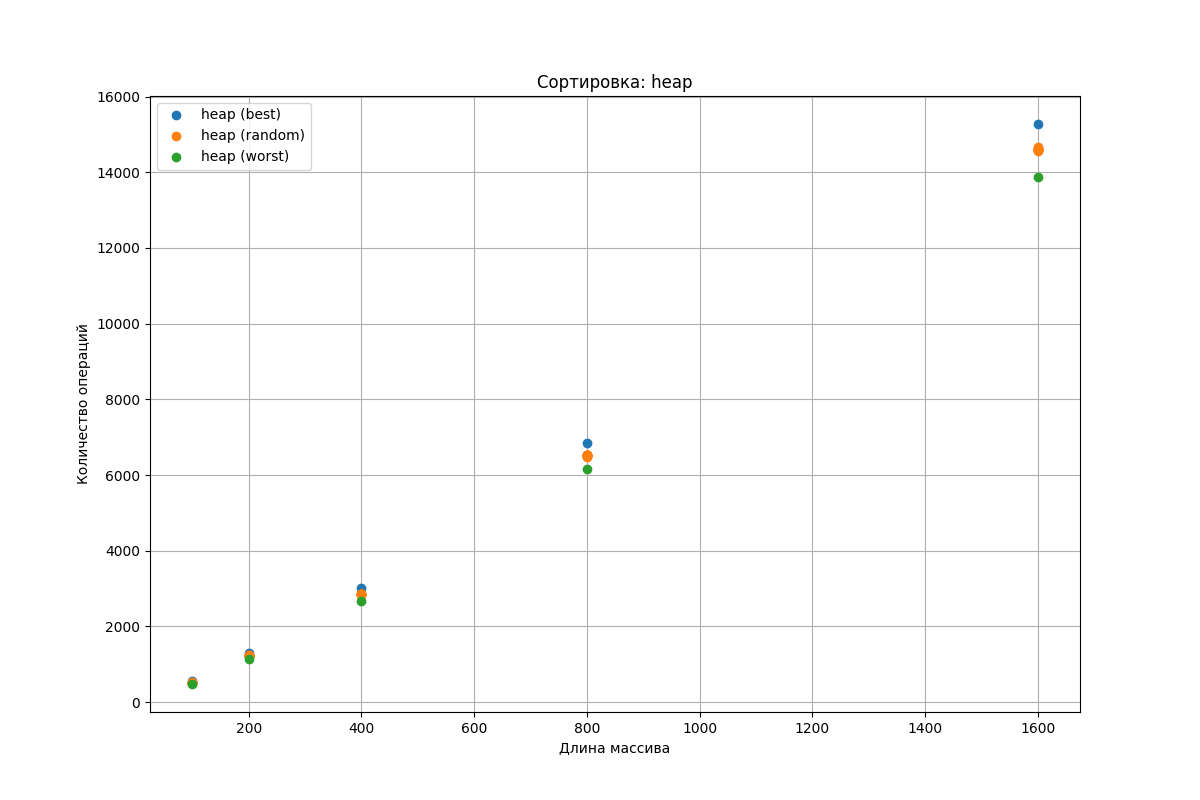 Сортировка: heap
heap (best)
heap (random)
heap (worst)
16000
14000
12000
10000
8000
6000
4000
2000
0
Количество операций
200 400 600 800 1000 1200 1400 1600
Длина массива